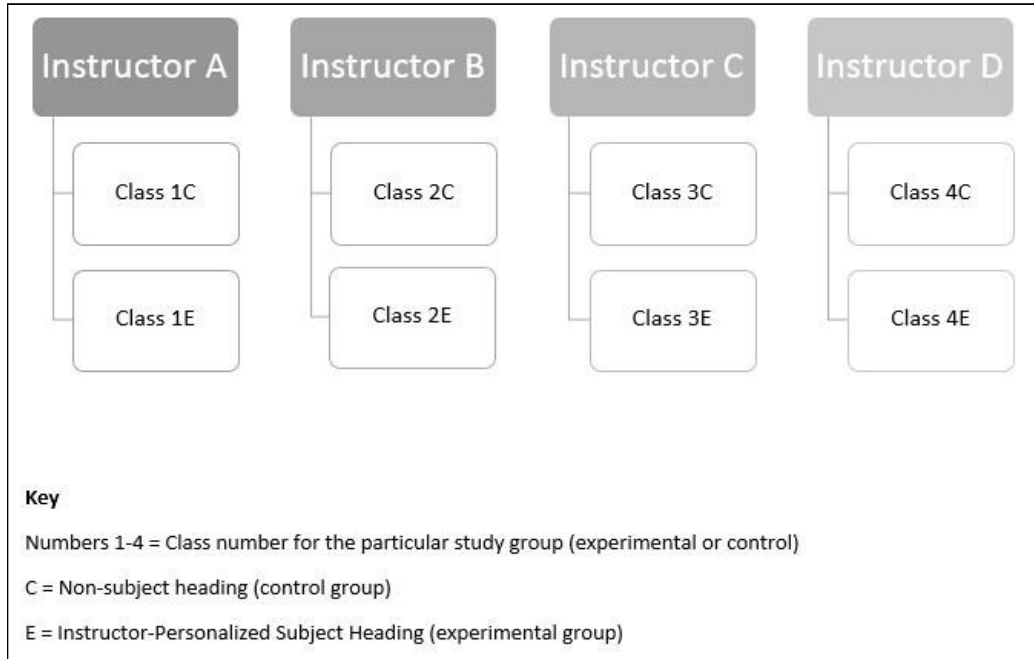 Instructor A
Instructor B
Instructor C
Instructor D
Class 1C
Class 2C
Class 3C
Class 4C
Class 1E
Class 2E
Class 3E
Class 4E
Key
Numbers 1-4 = Class number for the particular study group (experimental or control)
C = Non-subject heading (control group)
E = Instructor-Personalized Subject Heading (experimental group)